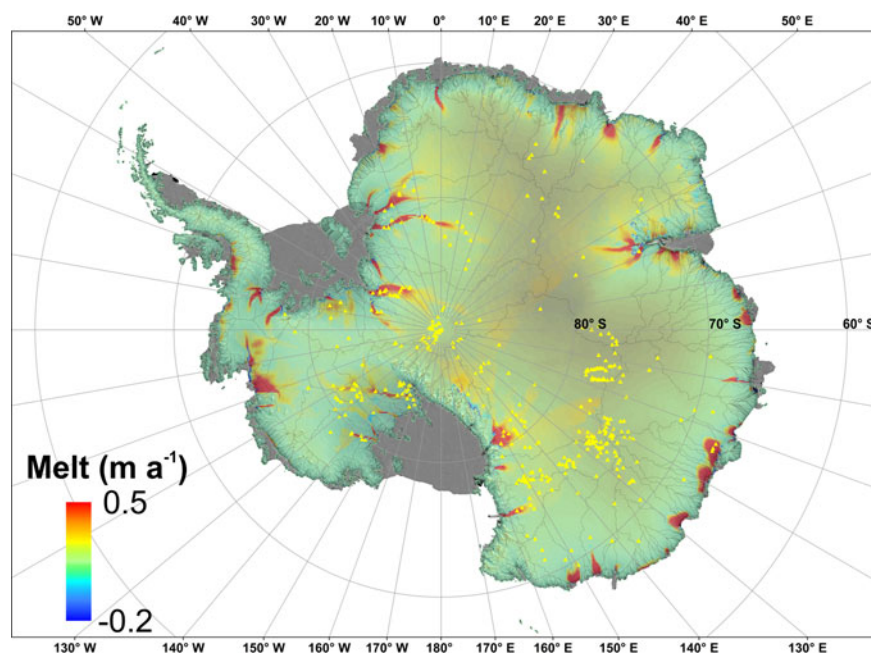 50° W 40° W 30° W 20° W 10° W 0° 10° E 20° E 30° E 40° E 50° E
80° S 70° S 60° S
Melt (m a⁻¹)
0.5
-0.2
130° W 140° W 150° W 160° W 170° W 180° 170° E 160° E 150° E 140° E 130° E